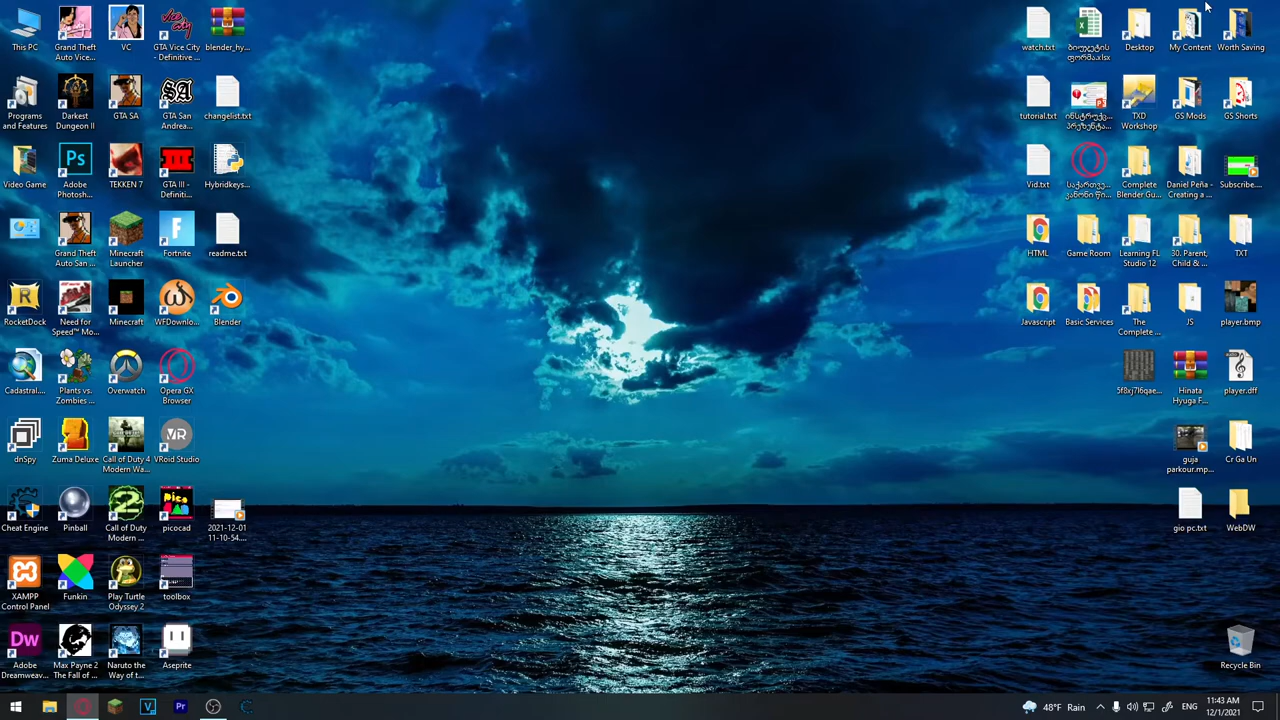 This PC
Grand Theft
Auto Vice...
VC
GTA Vice City
- Definitive ...
blender_hy...
Programs
and Features
Darkest
Dungeon II
GTA SA
GTA San
Andrea...
changelist.txt
Video Game
Adobe
Photosh...
TEKKEN 7
GTA III -
Definiti...
Hybridkeys...
Grand Theft
Auto San ...
Minecraft
Launcher
Fortnite
readme.txt
RocketDock
Need for
Speed™ Mo...
Minecraft
WFDownlo...
Blender
Cadastral....
Plants vs.
Zombies ...
Overwatch
Opera GX
Browser
dnSpy
Zuma Deluxe
Call of Duty 4
Modern Wa...
VRoid Studio
Cheat Engine
Pinball
Call of Duty
Modern ...
picocad
2021-12-01
11-10-54....
XAMPP
Control Panel
Funkin
Play Turtle
Odyssey 2
toolbox
Adobe
Dreamweav...
Max Payne 2
The Fall of ...
Naruto the
Way of t...
Aseprite
watch.txt
ბიუჯეტის
ფორმა.xlsx
Desktop
My Content
Worth Saving
tutorial.txt
ინსტრუქც...
პრეზენტა...
TXD
Workshop
GS Mods
GS Shorts
Vid.txt
საქართვე...
კანონი წი...
Complete
Blender Gu...
Daniel Peña -
Creating a ...
Subscribe....
HTML
Game Room
Learning FL
Studio 12
30. Parent,
Child & ...
TXT
Javascript
Basic Services
The
Complete ...
JS
player.bmp
5f8xj7l6qae...
Hinata
Hyuga F...
player.dff
guja
parkour.mp...
Cr Ga Un
gio pc.txt
WebDW
Recycle Bin
48°F Rain
ENG
11:43 AM
12/1/2021